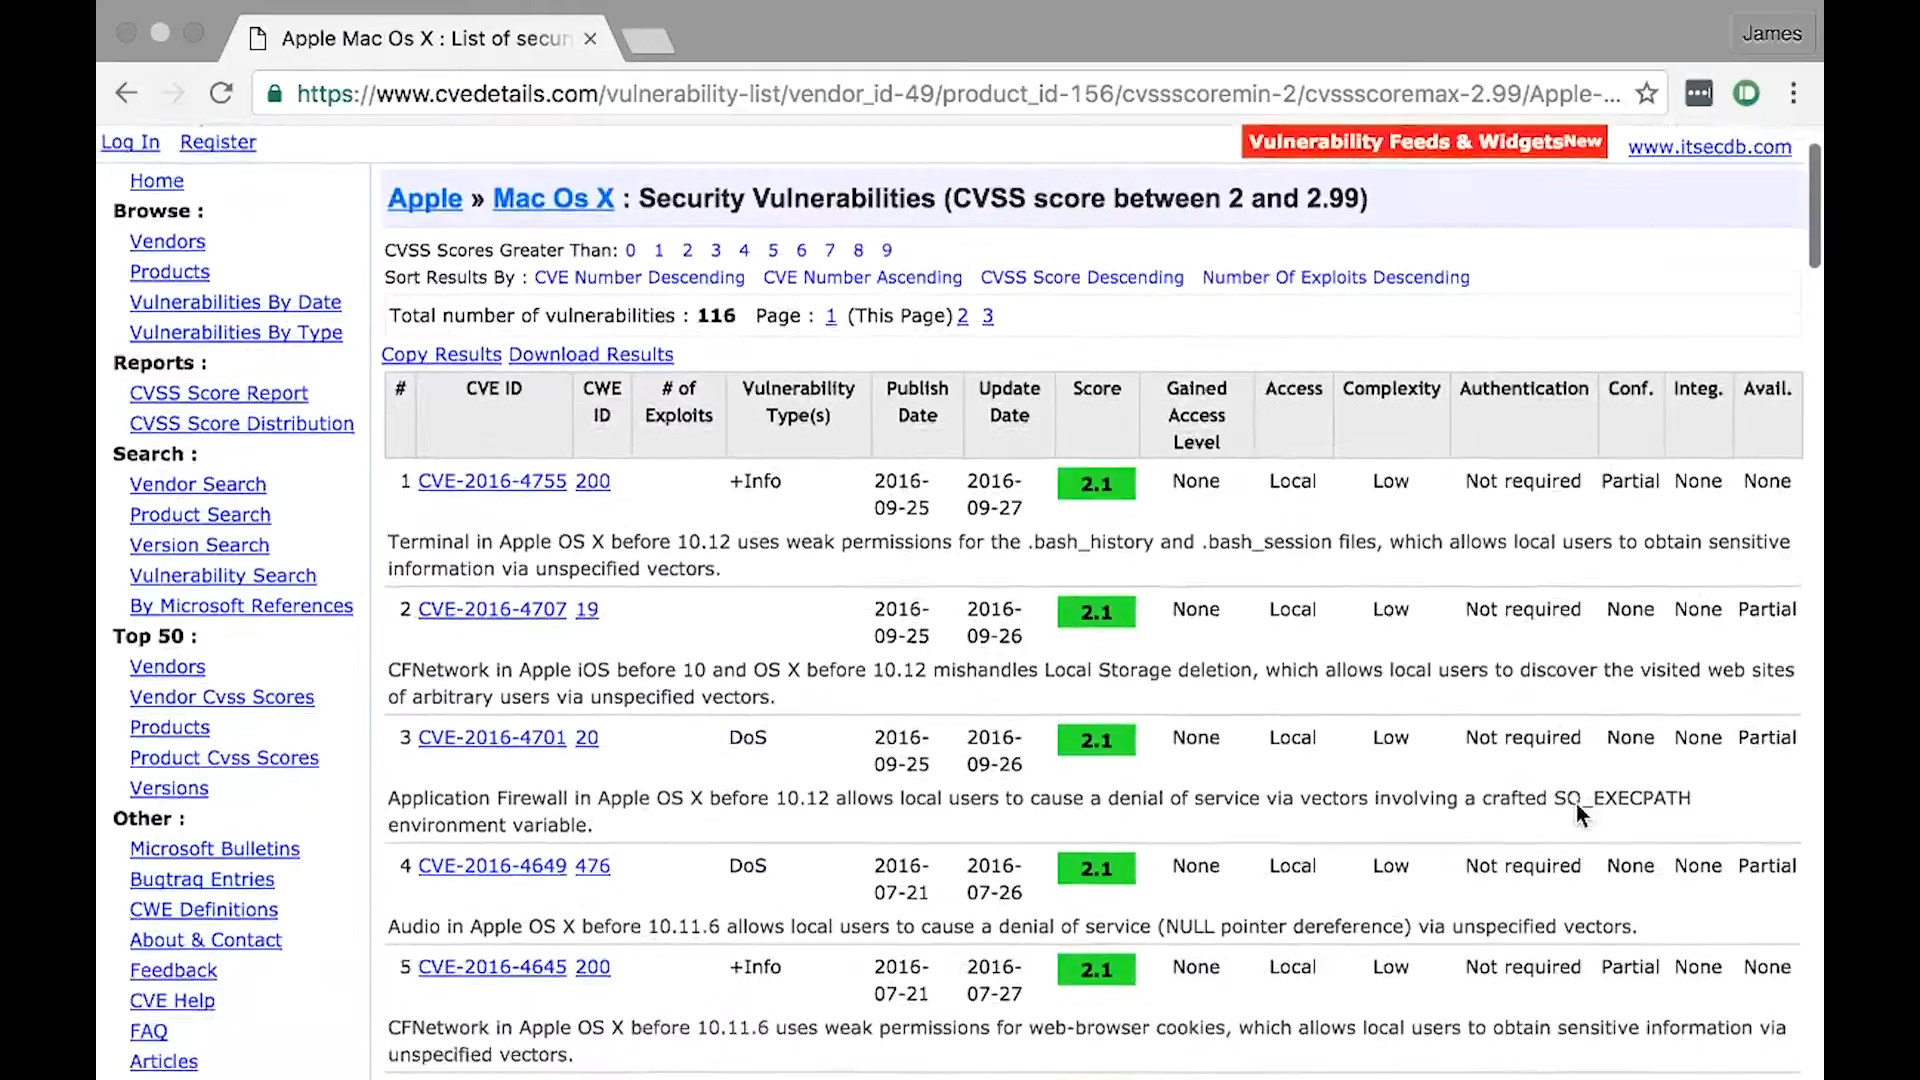 Apple Mac Os X : List of secur
James
https://www.cvedetails.com/vulnerability-list/vendor_id-49/product_id-156/cvssscoremin-2/cvssscoremax-2.99/Apple-...
Log In Register
Vulnerability Feeds & WidgetsNew www.itsecdb.com
Home
Browse :
Vendors
Products
Vulnerabilities By Date
Vulnerabilities By Type
Reports :
CVSS Score Report
CVSS Score Distribution
Search :
Vendor Search
Product Search
Version Search
Vulnerability Search
By Microsoft References
Top 50 :
Vendors
Vendor Cvss Scores
Products
Product Cvss Scores
Versions
Other :
Microsoft Bulletins
Bugtraq Entries
CWE Definitions
About & Contact
Feedback
CVE Help
FAQ
Articles
Apple » Mac Os X : Security Vulnerabilities (CVSS score between 2 and 2.99)
CVSS Scores Greater Than: 0 1 2 3 4 5 6 7 8 9
Sort Results By : CVE Number Descending CVE Number Ascending CVSS Score Descending Number Of Exploits Descending
Total number of vulnerabilities : 116 Page : 1 (This Page) 2 3
Copy Results Download Results
# CVE ID CWE ID # of Exploits Vulnerability Type(s) Publish Date Update Date Score Gained Access Level Access Complexity Authentication Conf. Integ. Avail.
1 CVE-2016-4755 200 +Info 2016-09-25 2016-09-27 2.1 None Local Low Not required Partial None None
Terminal in Apple OS X before 10.12 uses weak permissions for the .bash_history and .bash_session files, which allows local users to obtain sensitive
information via unspecified vectors.
2 CVE-2016-4707 19 2016-09-25 2016-09-26 2.1 None Local Low Not required None None Partial
CFNetwork in Apple iOS before 10 and OS X before 10.12 mishandles Local Storage deletion, which allows local users to discover the visited web sites
of arbitrary users via unspecified vectors.
3 CVE-2016-4701 20 DoS 2016-09-25 2016-09-26 2.1 None Local Low Not required None None Partial
Application Firewall in Apple OS X before 10.12 allows local users to cause a denial of service via vectors involving a crafted SO_EXECPATH
environment variable.
4 CVE-2016-4649 476 DoS 2016-07-21 2016-07-26 2.1 None Local Low Not required None None Partial
Audio in Apple OS X before 10.11.6 allows local users to cause a denial of service (NULL pointer dereference) via unspecified vectors.
5 CVE-2016-4645 200 +Info 2016-07-21 2016-07-27 2.1 None Local Low Not required Partial None None
CFNetwork in Apple OS X before 10.11.6 uses weak permissions for web-browser cookies, which allows local users to obtain sensitive information via
unspecified vectors.